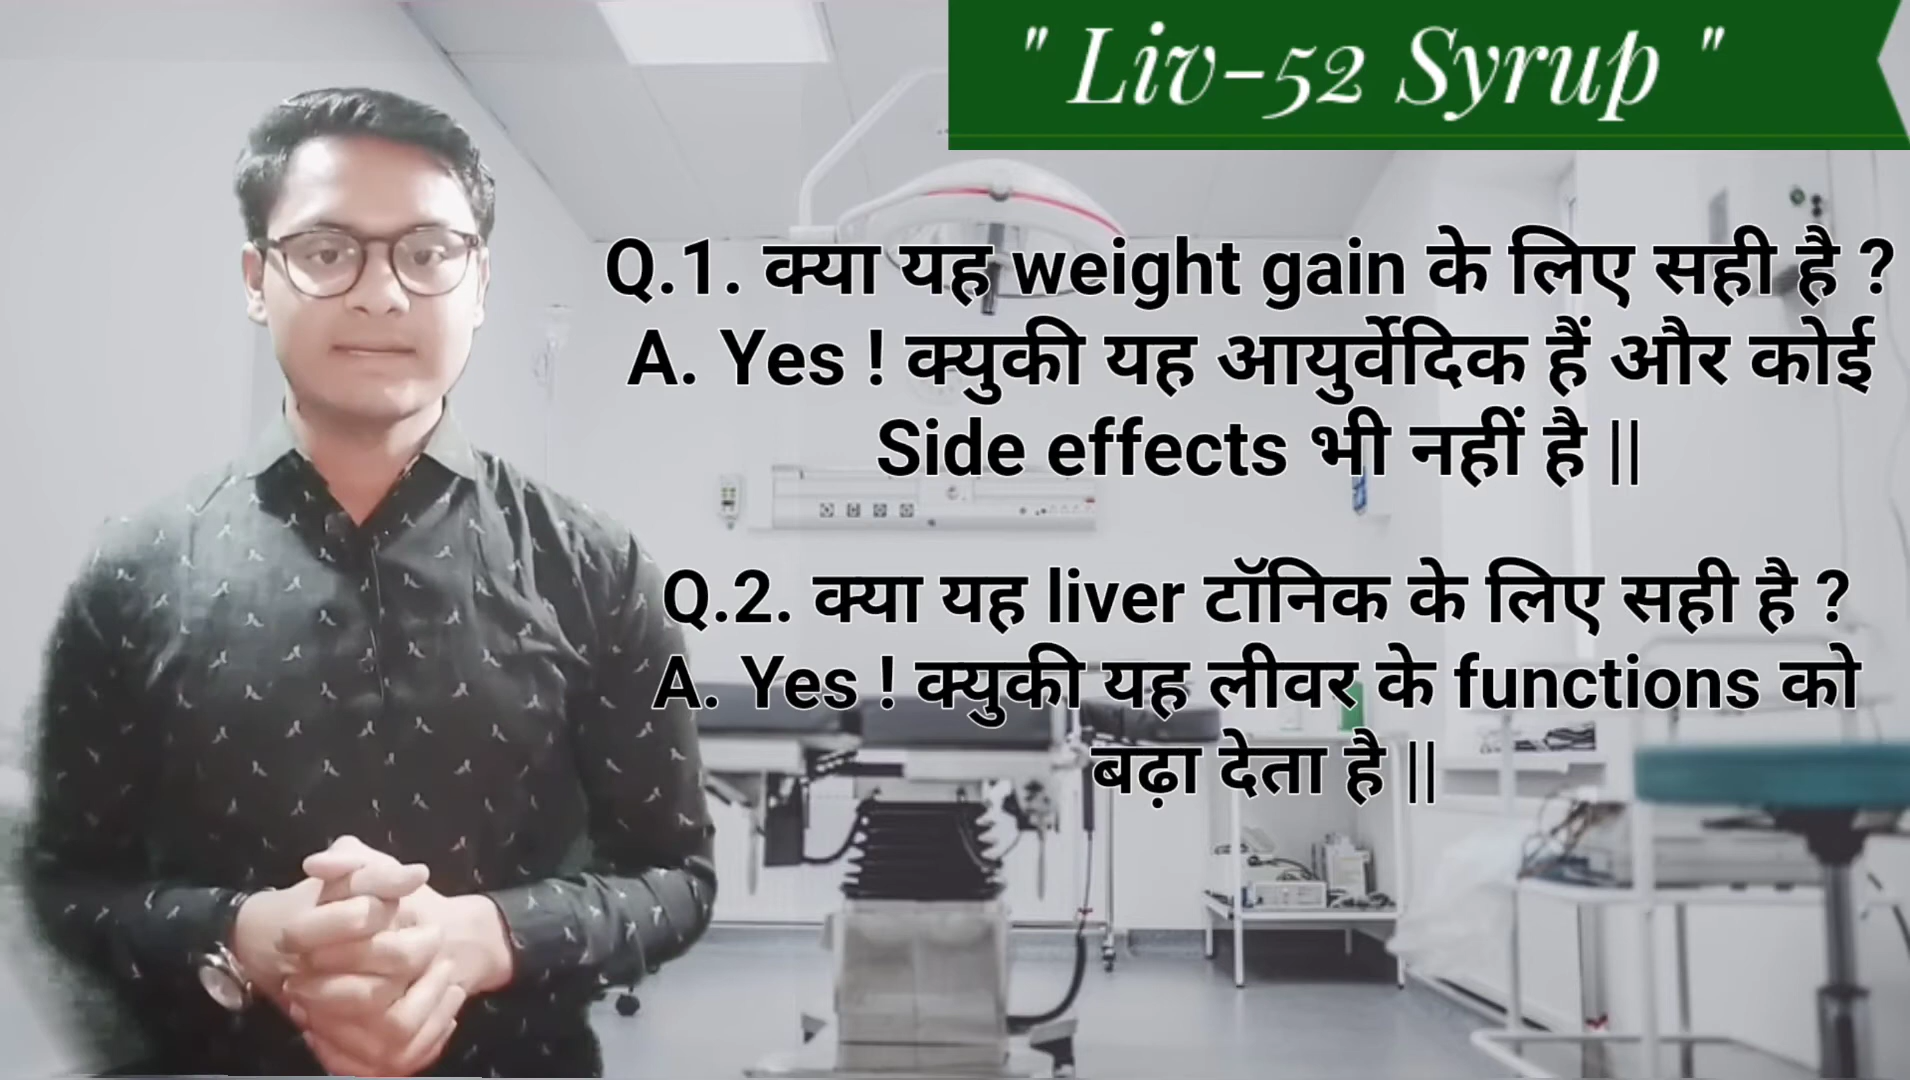 " Liv-52 Syrup "
Q.1. क्या यह weight gain के लिए सही है ?
A. Yes ! क्युकी यह आयुर्वेदिक हैं और कोई
Side effects भी नहीं है ||
Q.2. क्या यह liver टॉनिक के लिए सही है ?
A. Yes ! क्युकी यह लीवर के functions को
बढ़ा देता है ||